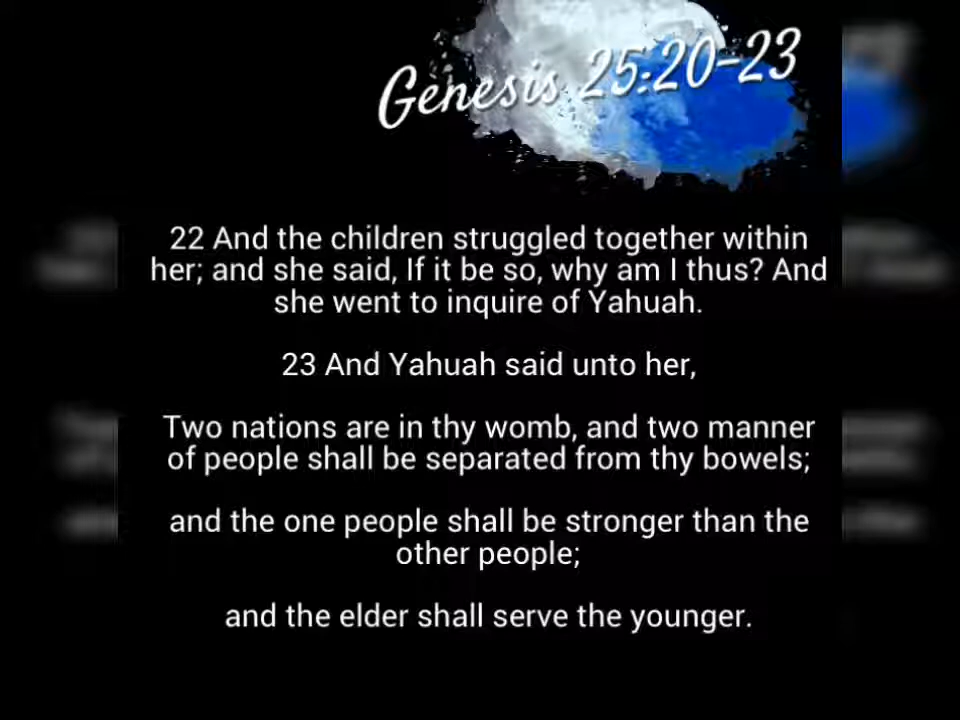 Genesis 25:20-23
22 And the children struggled together within
her; and she said, If it be so, why am I thus? And
she went to inquire of Yahuah.
23 And Yahuah said unto her,
Two nations are in thy womb, and two manner
of people shall be separated from thy bowels;
and the one people shall be stronger than the
other people;
and the elder shall serve the younger.